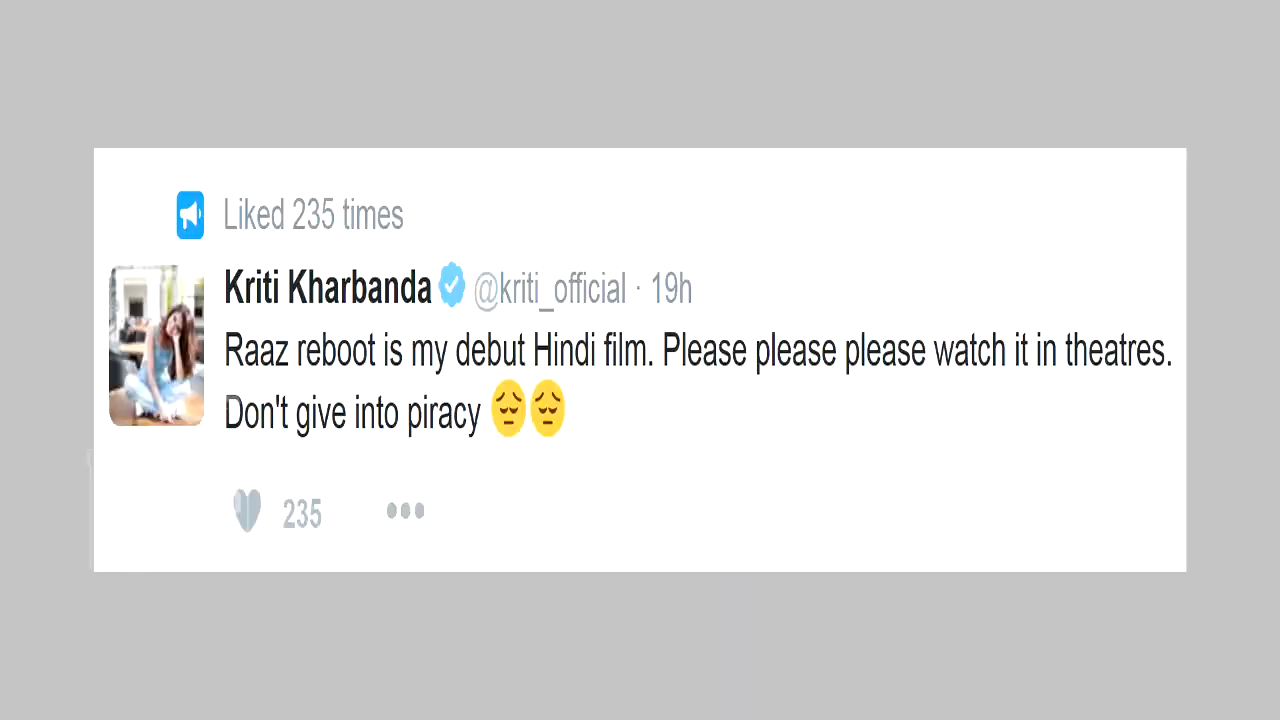 Liked 235 times
Kriti Kharbanda @kriti_official · 19h
Raaz reboot is my debut Hindi film. Please please please watch it in theatres.
Don't give into piracy 😔😔
235 •••